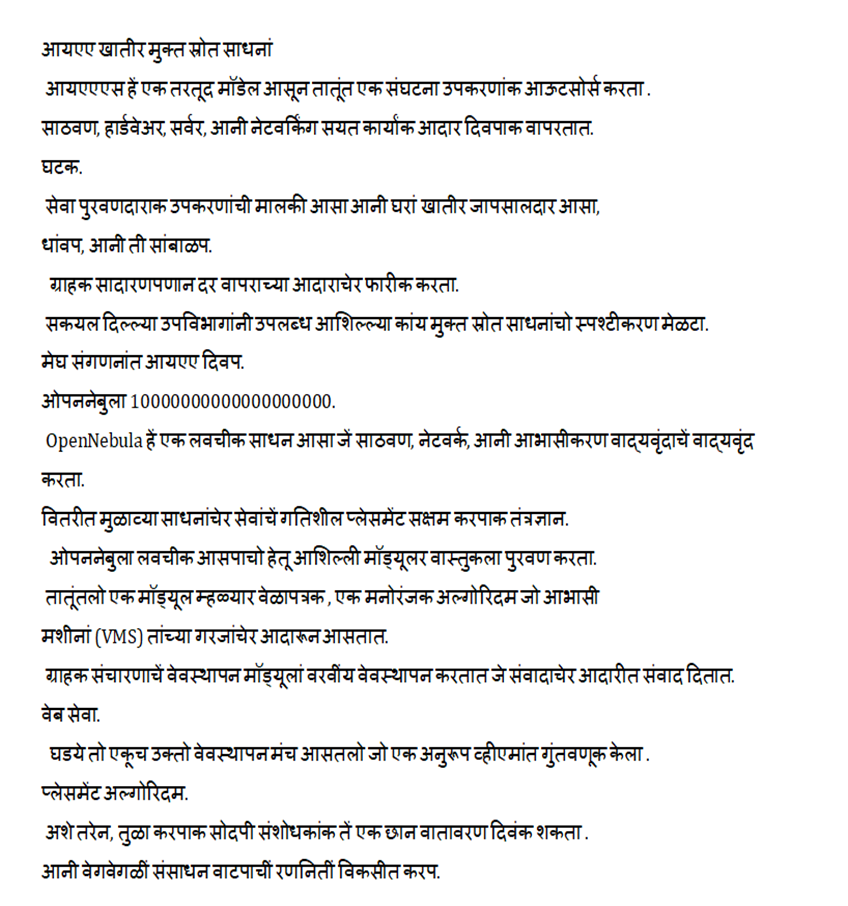 आयएए खातीर मुक्त स्रोत साधनां
आयएएएस हें एक तरतूद मॉडेल आसून तातूंत एक संघटना उपकरणांक आऊटसोर्स करता .
साठवण, हार्डवेअर, सर्वर, आनी नेटवर्किंग सयत कार्यांक आदार दिवपाक वापरतात.
घटक.
सेवा पुरवणदाराक उपकरणांची मालकी आसा आनी घरां खातीर जापसालदार आसा,
धांवप, आनी ती सांबाळप.
ग्राहक सादारणपणान दर वापराच्या आदाराचेर फारीक करता.
सकयल दिल्ल्या उपविभागांनी उपलब्ध आशिल्ल्या कांय मुक्त स्रोत साधनांचो स्पश्टीकरण मेळटा.
मेघ संगणनांत आयएए दिवप.
ओपननेबुला 10000000000000000000.
OpenNebula हें एक लवचीक साधन आसा जें साठवण, नेटवर्क, आनी आभासीकरण वाद्यवृंदाचें वाद्यवृंद
करता.
वितरीत मुळाव्या साधनांचेर सेवांचें गतिशील प्लेसमेंट सक्षम करपाक तंत्रज्ञान.
ओपननेबुला लवचीक आसपाचो हेतू आशिल्ली मॉड्यूलर वास्तुकला पुरवण करता.
तातूंतलो एक मॉड्यूल म्हळ्यार वेळापत्रक , एक मनोरंजक अल्गोरिदम जो आभासी
मशीनां (VMS) तांच्या गरजांचेर आदारून आसतात.
ग्राहक संचारणाचें वेवस्थापन मॉड्यूलां वरवींय वेवस्थापन करतात जे संवादाचेर आदारीत संवाद दितात.
वेब सेवा.
घडये तो एकूच उक्तो वेवस्थापन मंच आसतलो जो एक अनुरूप व्हीएमांत गुंतवणूक केला .
प्लेसमेंट अल्गोरिदम.
अशे तरेन, तुळा करपाक सोदपी संशोधकांक तें एक छान वातावरण दिवंक शकता .
आनी वेगवेगळीं संसाधन वाटपाचीं रणनितीं विकसीत करप.